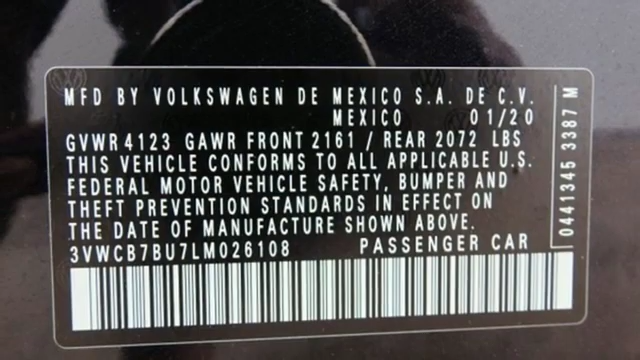 MFD BY VOLKSWAGEN DE MEXICO S.A. DE C.V.
MEXICO 01/20
GVWR 4123 GAWR FRONT 2161 / REAR 2072 LBS
THIS VEHICLE CONFORMS TO ALL APPLICABLE U.S.
FEDERAL MOTOR VEHICLE SAFETY, BUMPER AND
THEFT PREVENTION STANDARDS IN EFFECT ON
THE DATE OF MANUFACTURE SHOWN ABOVE.
3VWCB7BU7LM026108 PASSENGER CAR
0441345 3387 M